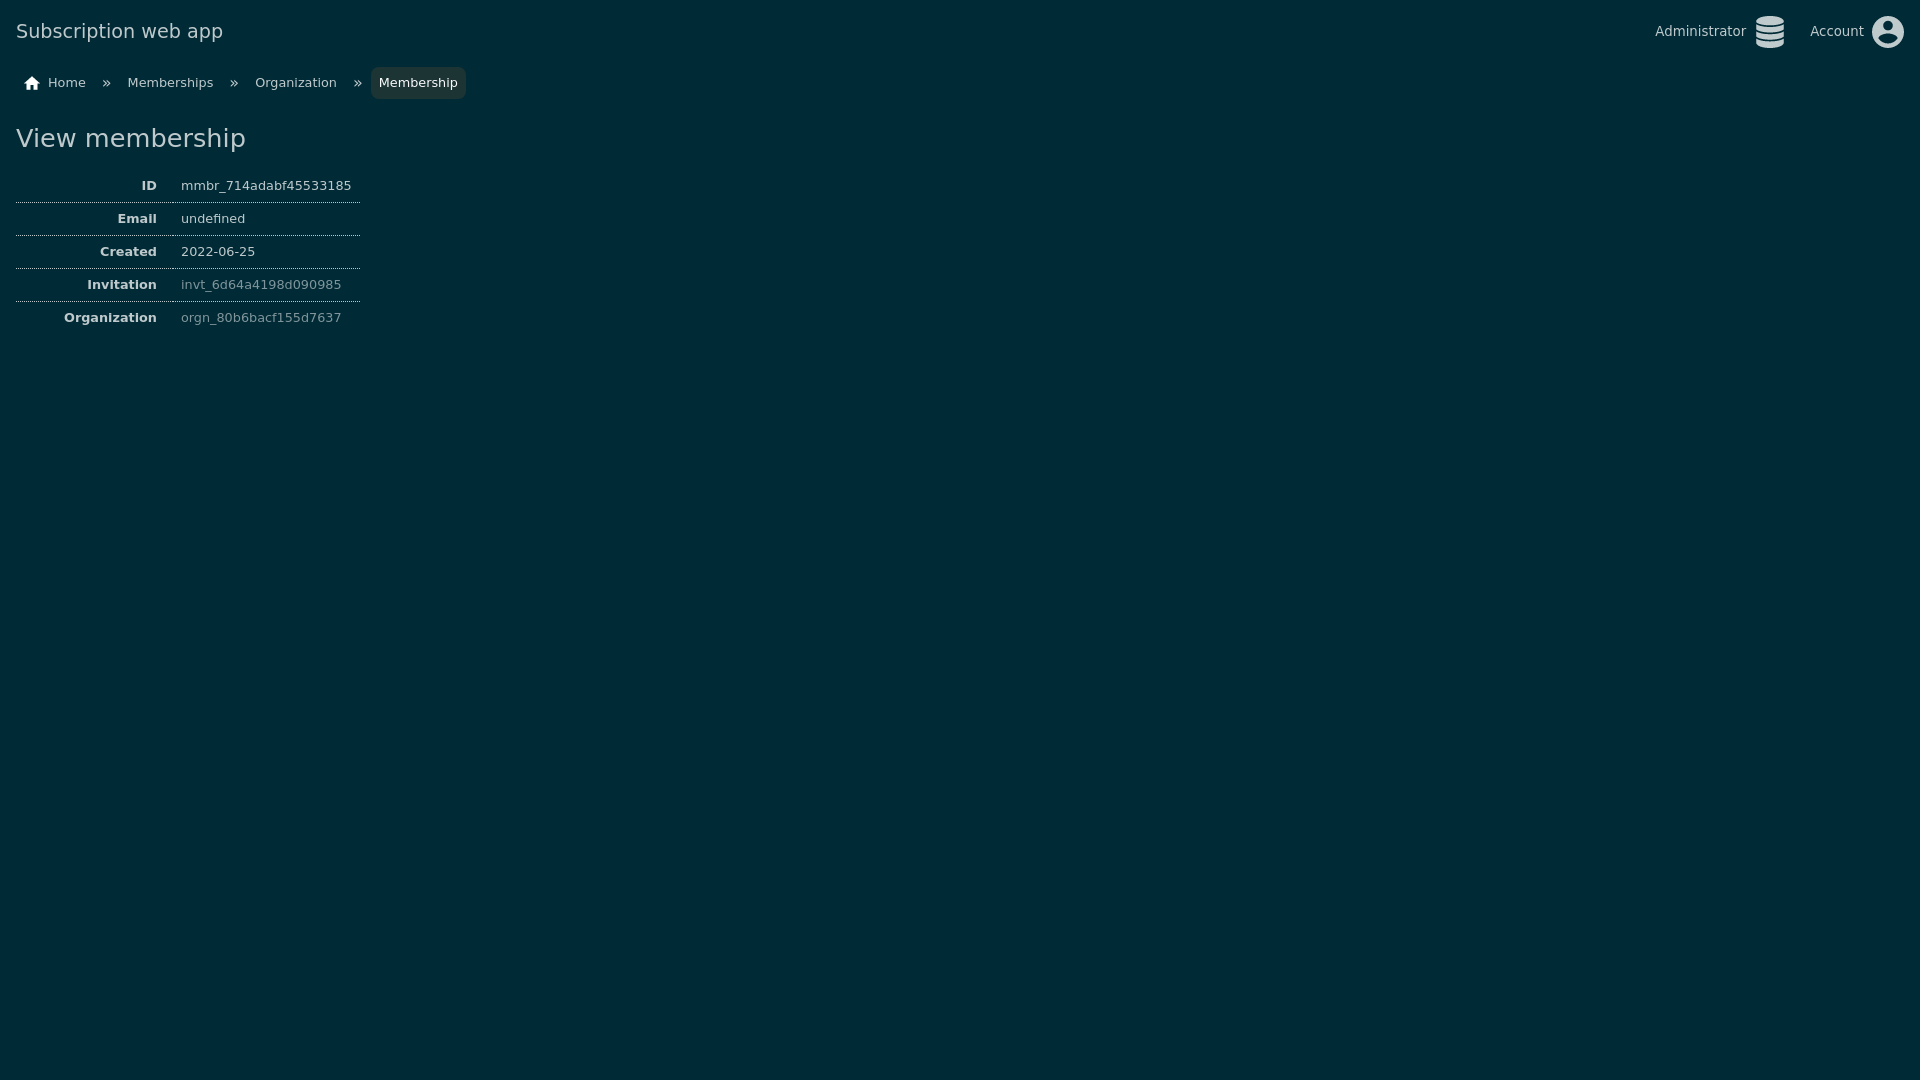 Subscription web app
Administrator
Account
Home » Memberships » Organization » Membership
View membership
ID mmbr_714adabf45533185
Email undefined
Created 2022-06-25
Invitation invt_6d64a4198d090985
Organization orgn_80b6bacf155d7637